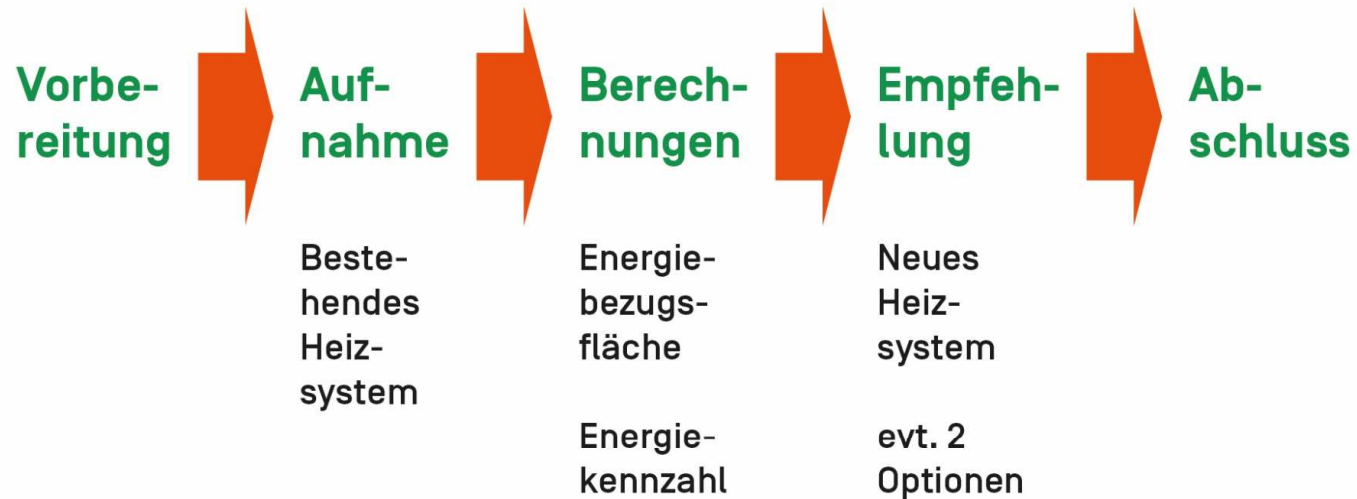 Vorbe-
reitung
Auf-
nahme
Berech-
nungen
Empfeh-
lung
Ab-
schluss
Beste-
hendes
Heiz-
system
Energie-
bezugs-
fläche
Energie-
kennzahl
Neues
Heiz-
system
evt. 2
Optionen